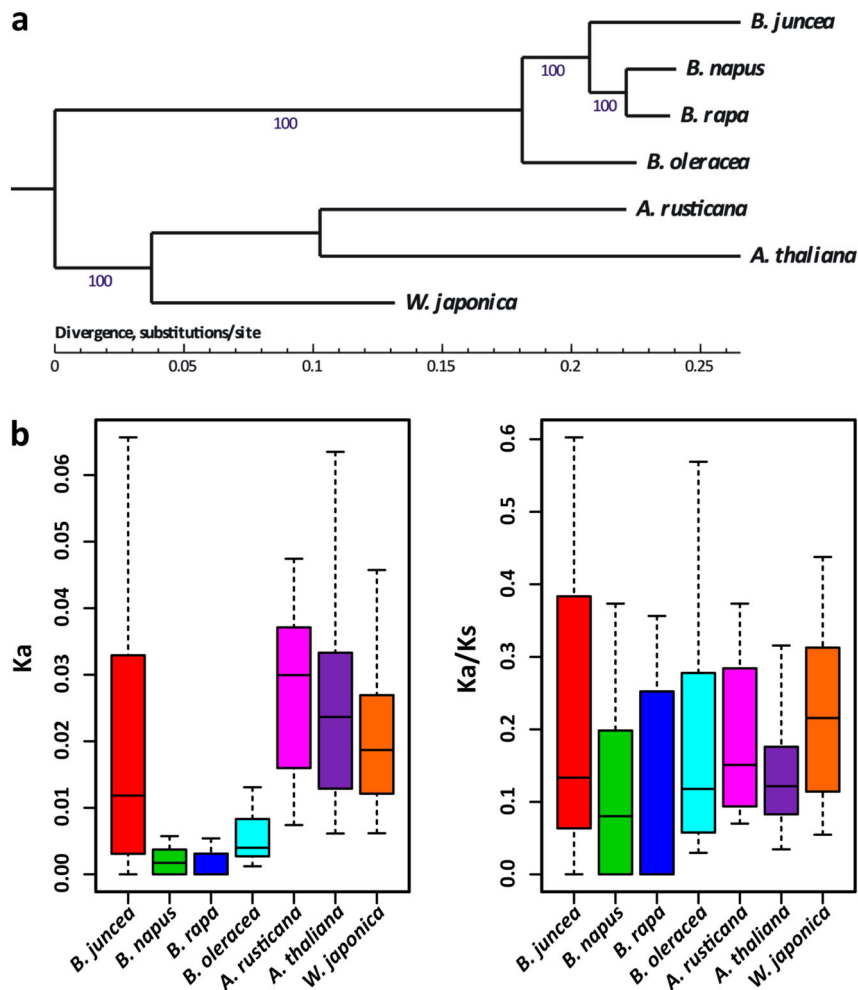 a
B. juncea
B. napus
100
B. rapa
100
100
B. oleracea
A. rusticana
A. thaliana
100
W. japonica
Divergence, substitutions/site
0 0.05 0.1 0.15 0.2 0.25
b
Ka
0.06
0.05
0.04
0.03
0.02
0.01
0.00
B. juncea
B. napus
B. rapa
B. oleracea
A. rusticana
A. thaliana
W. japonica
Ka/Ks
0.6
0.5
0.4
0.3
0.2
0.1
0.0
B. juncea
B. napus
B. rapa
B. oleracea
A. rusticana
A. thaliana
W. japonica